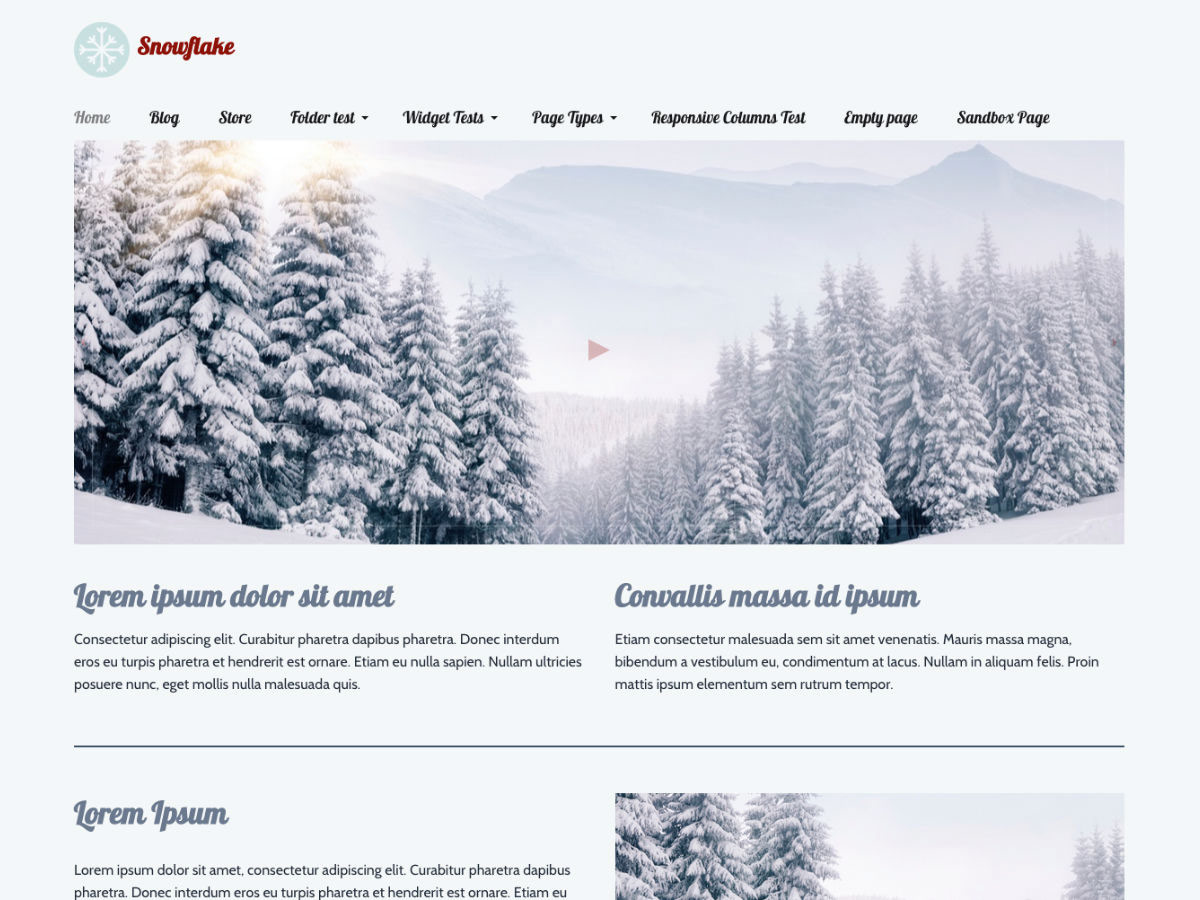 Snowflake
Home Blog Store Folder test Widget Tests Page Types Responsive Columns Test Empty page Sandbox Page
Lorem ipsum dolor sit amet
Consectetur adipiscing elit. Curabitur pharetra dapibus pharetra. Donec interdum
eros eu turpis pharetra et hendrerit est ornare. Etiam eu nulla sapien. Nullam ultricies
posuere nunc, eget mollis nulla malesuada quis.
Convallis massa id ipsum
Etiam consectetur malesuada sem sit amet venenatis. Mauris massa magna,
bibendum a vestibulum eu, condimentum at lacus. Nullam in aliquam felis. Proin
mattis ipsum elementum sem rutrum tempor.
Lorem Ipsum
Lorem ipsum dolor sit amet, consectetur adipiscing elit. Curabitur pharetra dapibus
pharetra. Donec interdum eros eu turpis pharetra et hendrerit est ornare. Etiam eu